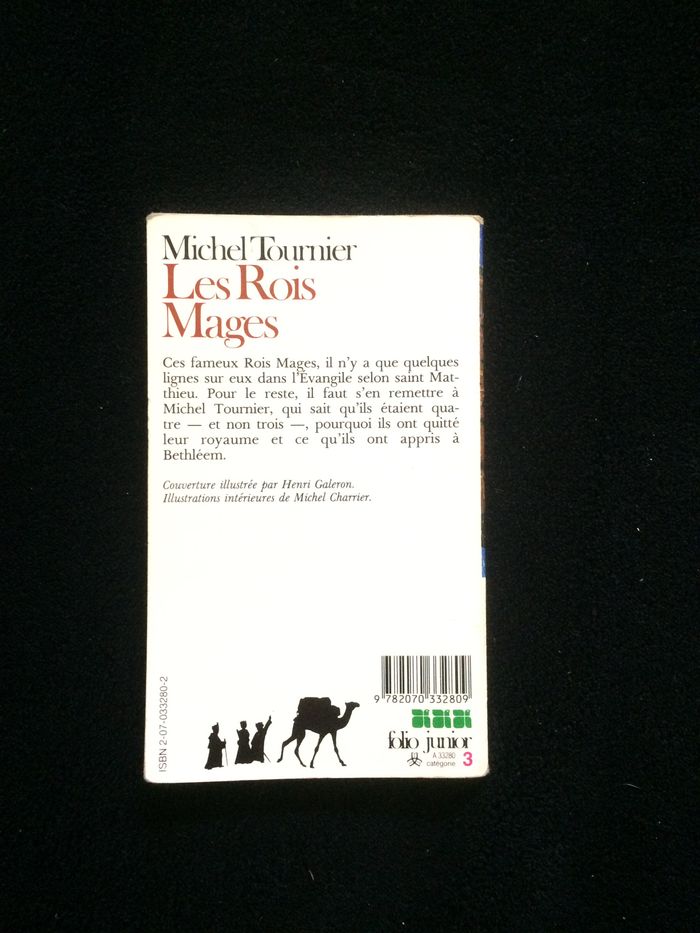 Michel Tournier
Les Rois
Mages
Ces fameux Rois Mages, il n'y a que quelques
lignes sur eux dans l'Évangile selon saint Mat-
thieu. Pour le reste, il faut s'en remettre à
Michel Tournier, qui sait qu'ils étaient qua-
tre — et non trois —, pourquoi ils ont quitté
leur royaume et ce qu'ils ont appris à
Bethléem.
Couverture illustrée par Henri Galeron.
Illustrations intérieures de Michel Charrier.
ISBN 2-07-033280-2
9 782070 332809
folio junior
A 33280
catégorie 3